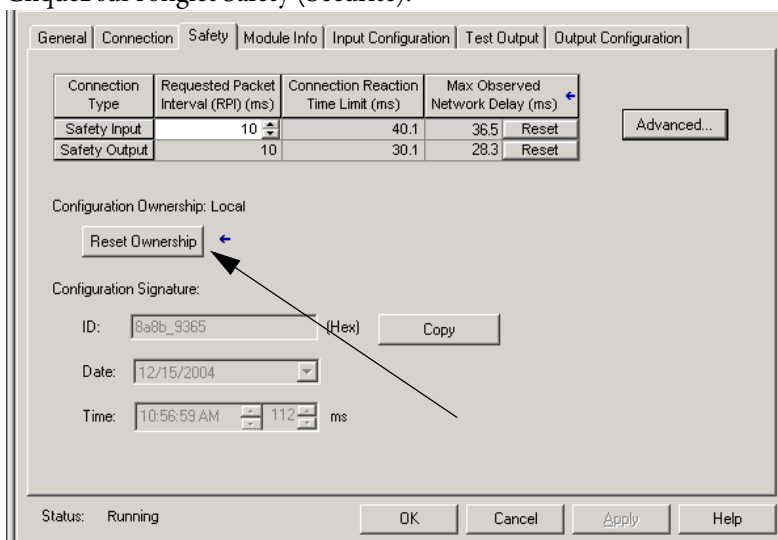 Cliquez sur l'onglet Safety (Sécurité).
General Connection Safety Module Info Input Configuration Test Output Output Configuration
Connection Type Requested Packet Interval (RPI) (ms) Connection Reaction Time Limit (ms) Max Observed Network Delay (ms)
Safety Input 10 40.1 36.5 Reset
Safety Output 10 30.1 28.3 Reset
Advanced...
Configuration Ownership: Local
Reset Ownership
Configuration Signature:
ID: 8a8b_9365 (Hex) Copy
Date: 12/15/2004
Time: 10:56:59 AM 112 ms
Status: Running OK Cancel Apply Help